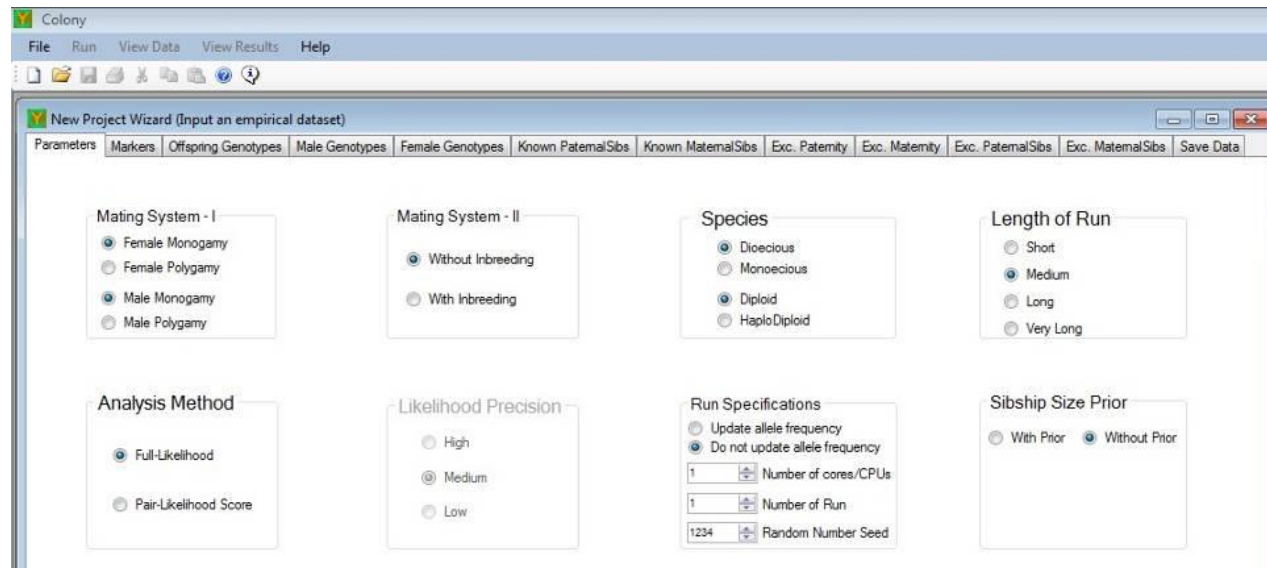 Colony
File Run View Data View Results Help
New Project Wizard (Input an empirical dataset)
Parameters Markers Offspring Genotypes Male Genotypes Female Genotypes Known PaternalSibs Known MaternalSibs Exc. Paternity Exc. Maternity Exc. PaternalSibs Exc. MaternalSibs Save Data
Mating System - I
Female Monogamy
Female Polygamy
Male Monogamy
Male Polygamy
Mating System - II
Without Inbreeding
With Inbreeding
Species
Dioecious
Monoecious
Diploid
HaploDiploid
Length of Run
Short
Medium
Long
Very Long
Analysis Method
Full-Likelihood
Pair-Likelihood Score
Likelihood Precision
High
Medium
Low
Run Specifications
Update allele frequency
Do not update allele frequency
1 Number of cores/CPUs
1 Number of Run
1234 Random Number Seed
Sibship Size Prior
With Prior Without Prior